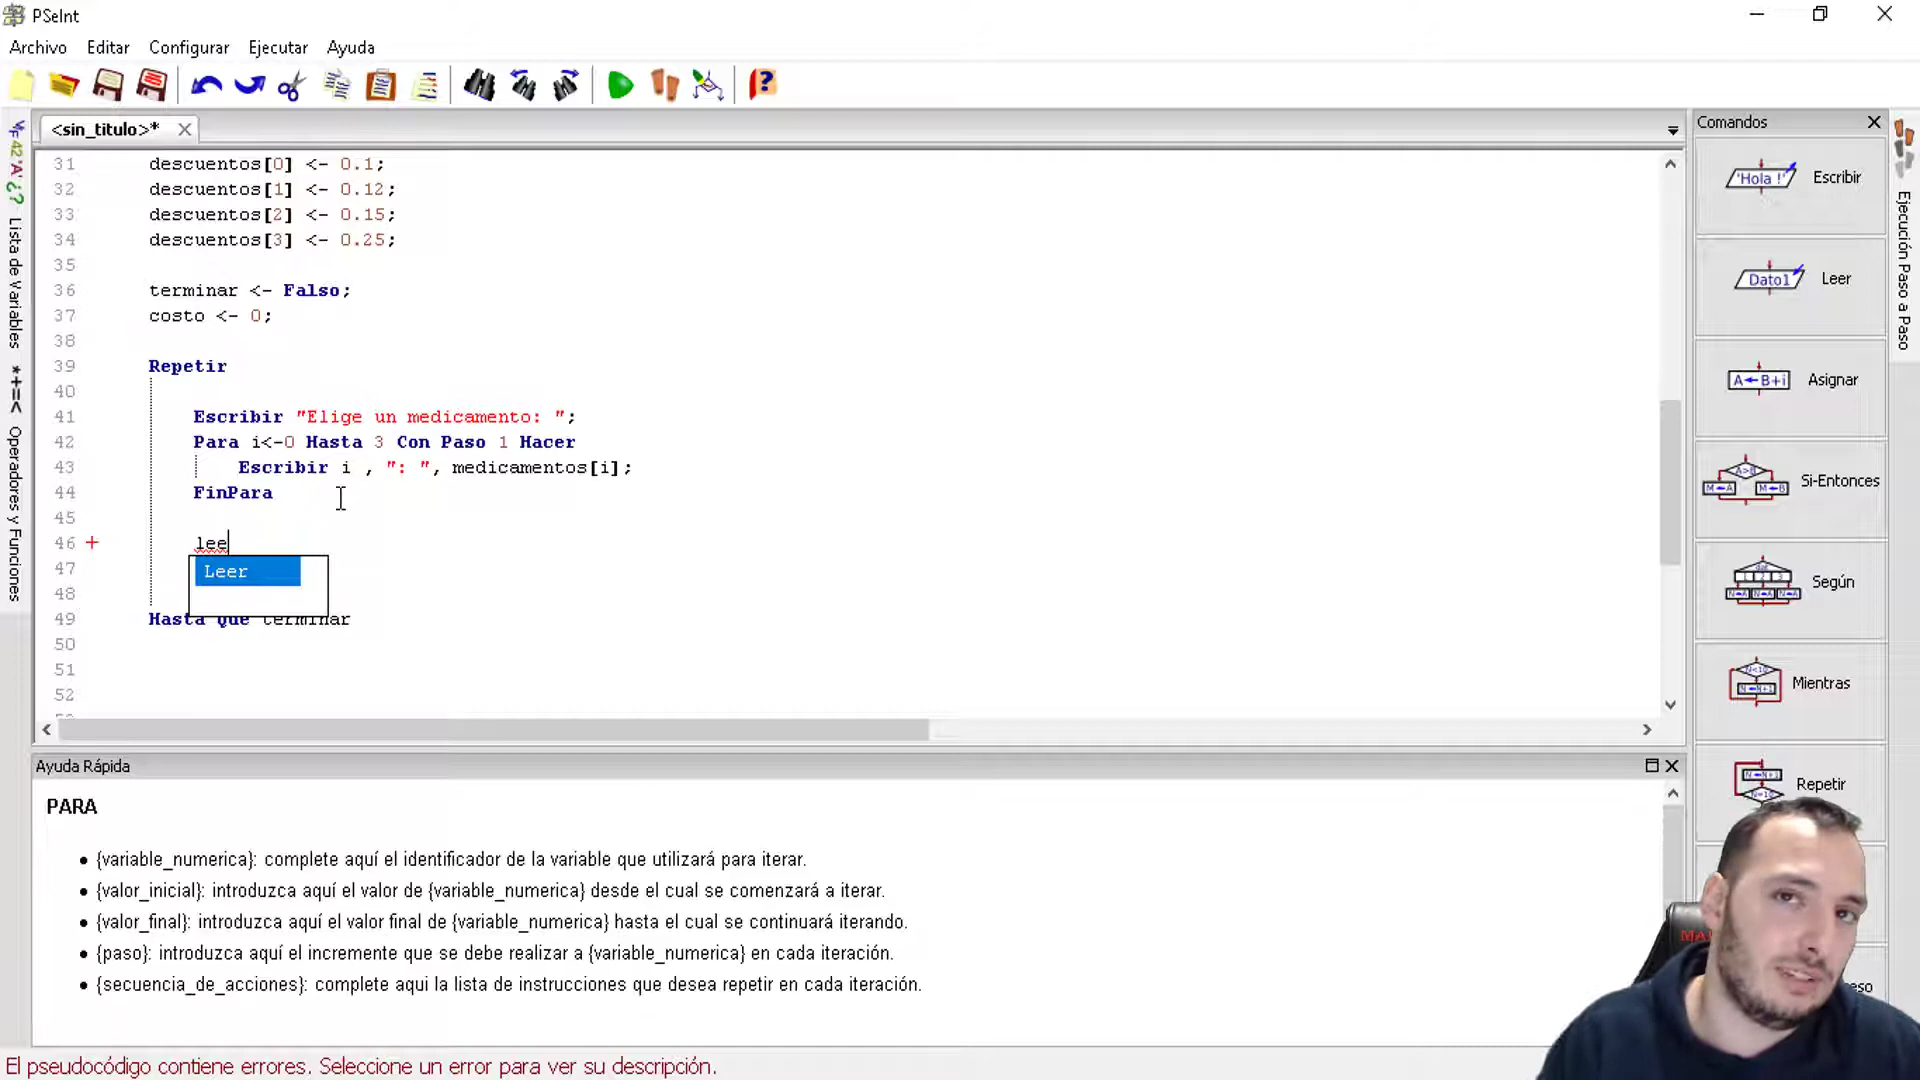 PSeInt
Archivo Editar Configurar Ejecutar Ayuda
<sin_titulo>*
Comandos
31 descuentos[0] <- 0.1;
32 descuentos[1] <- 0.12;
33 descuentos[2] <- 0.15;
34 descuentos[3] <- 0.25;
35
36 terminar <- Falso;
37 costo <- 0;
38
39 Repetir
40
41 Escribir "Elige un medicamento: ";
42 Para i<-0 Hasta 3 Con Paso 1 Hacer
43 Escribir i , ": ", medicamentos[i];
44 FinPara
45
46 lee
Leer
47
48
49 Hasta Que terminar
50
51
52
Lista de Variables
Operadores y Funciones
'Hola !' Escribir
Dato1 Leer
A←B+i Asignar
Si-Entonces
Según
Mientras
Repetir
Ejecución Paso a Paso
Ayuda Rápida
PARA
• {variable_numerica}: complete aquí el identificador de la variable que utilizará para iterar.
• {valor_inicial}: introduzca aquí el valor de {variable_numerica} desde el cual se comenzará a iterar.
• {valor_final}: introduzca aquí el valor final de {variable_numerica} hasta el cual se continuará iterando.
• {paso}: introduzca aquí el incremente que se debe realizar a {variable_numerica} en cada iteración.
• {secuencia_de_acciones}: complete aqui la lista de instrucciones que desea repetir en cada iteración.
El pseudocódigo contiene errores. Seleccione un error para ver su descripción.